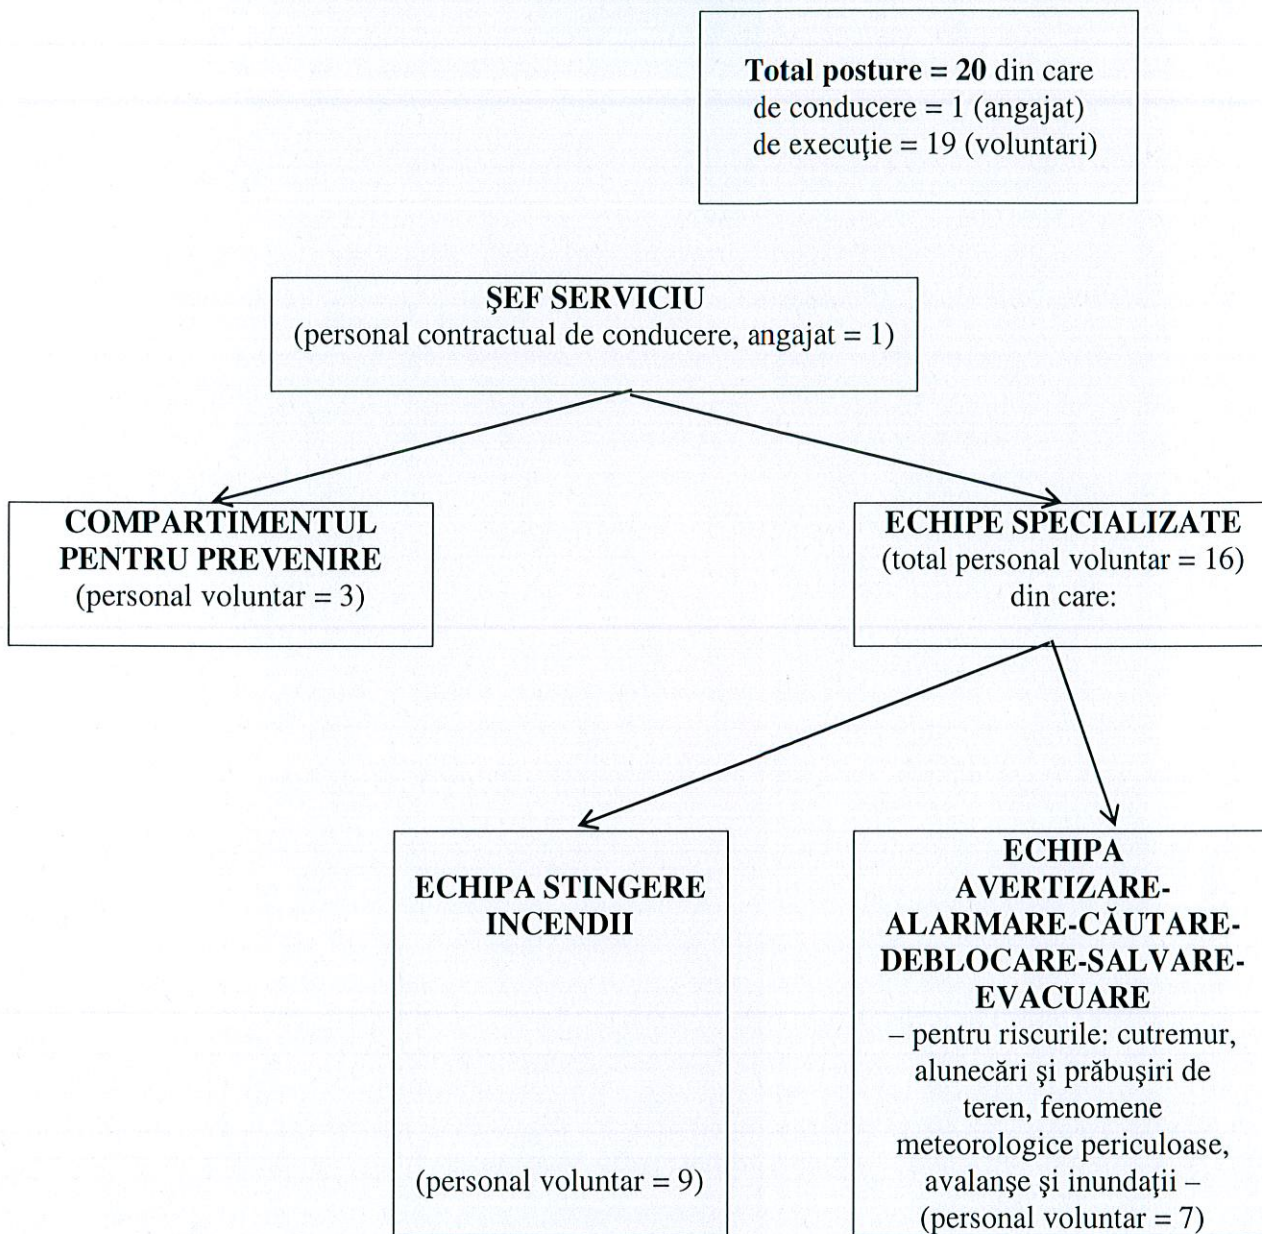 Total posture = 20 din care
de conducere = 1 (angajat)
de execuţie = 19 (voluntari)
ŞEF SERVICIU
(personal contractual de conducere, angajat = 1)
COMPARTIMENTUL
PENTRU PREVENIRE
(personal voluntar = 3)
ECHIPE SPECIALIZATE
(total personal voluntar = 16)
din care:
ECHIPA STINGERE
INCENDII
(personal voluntar = 9)
ECHIPA
AVERTIZARE-
ALARMARE-CĂUTARE-
DEBLOCARE-SALVARE-
EVACUARE
– pentru riscurile: cutremur,
alunecări şi prăbuşiri de
teren, fenomene
meteorologice periculoase,
avalanşe şi inundaţii –
(personal voluntar = 7)